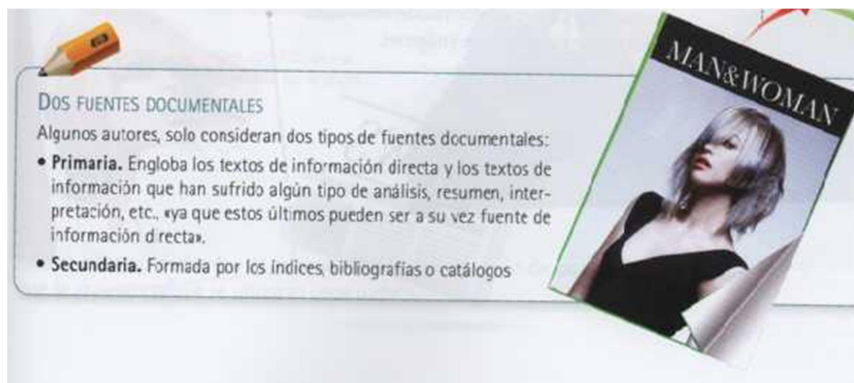 DOS FUENTES DOCUMENTALES
Algunos autores, solo consideran dos tipos de fuentes documentales:
• Primaria. Engloba los textos de información directa y los textos de
información que han sufrido algún tipo de análisis, resumen, inter-
pretación, etc., «ya que estos últimos pueden ser a su vez fuente de
información directa».
• Secundaria. Formada por los índices, bibliografías o catálogos
MAN&WOMAN